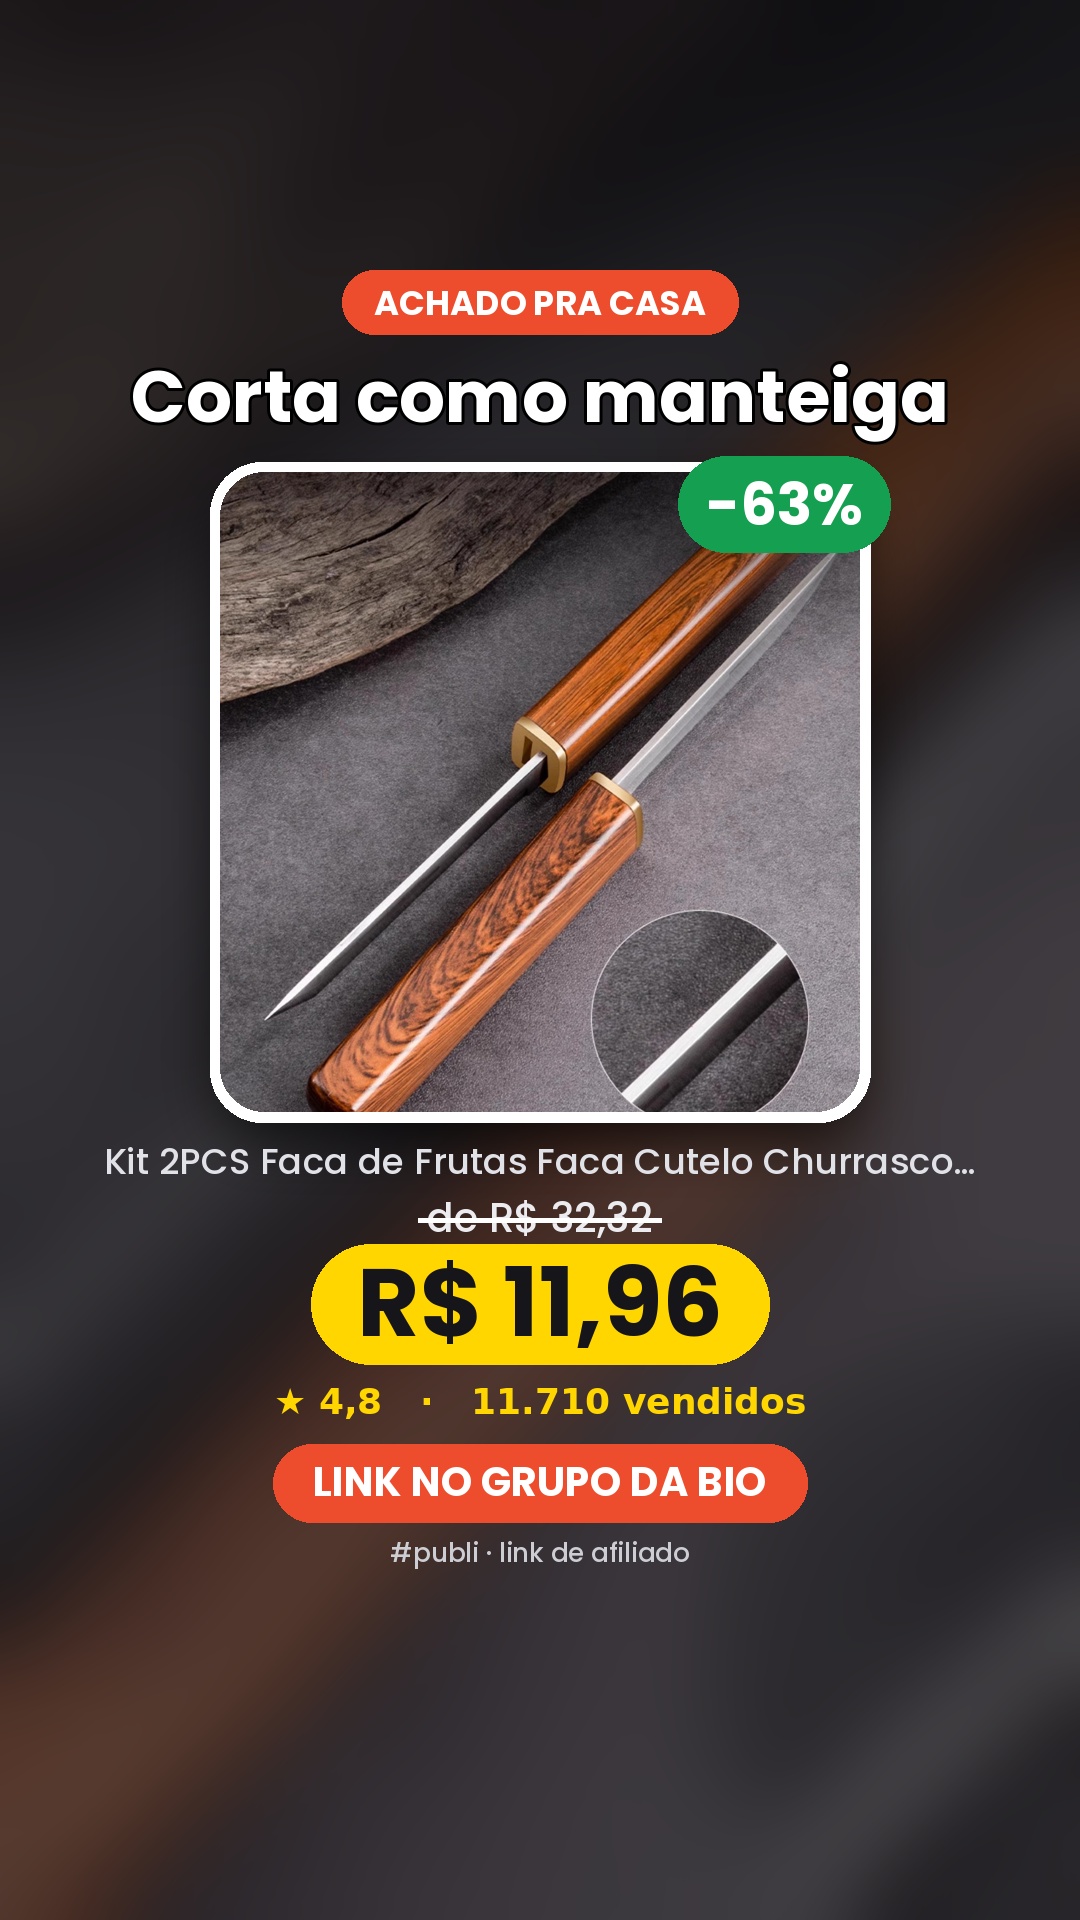 ACHADO PRA CASA
Corta como manteiga
-63%
Kit 2PCS Faca de Frutas Faca Cutelo Churrasco...
de R$ 32,32
R$ 11,96
★ 4,8 · 11.710 vendidos
LINK NO GRUPO DA BIO
#publi · link de afiliado